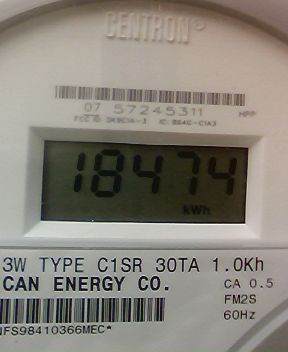 CENTRON®
07 57245311 HPP
18474
kWh
3W TYPE C1SR 30TA 1.0Kh
CAN ENERGY CO.
CA 0.5
FM2S
60Hz
NFS98410366MEC*